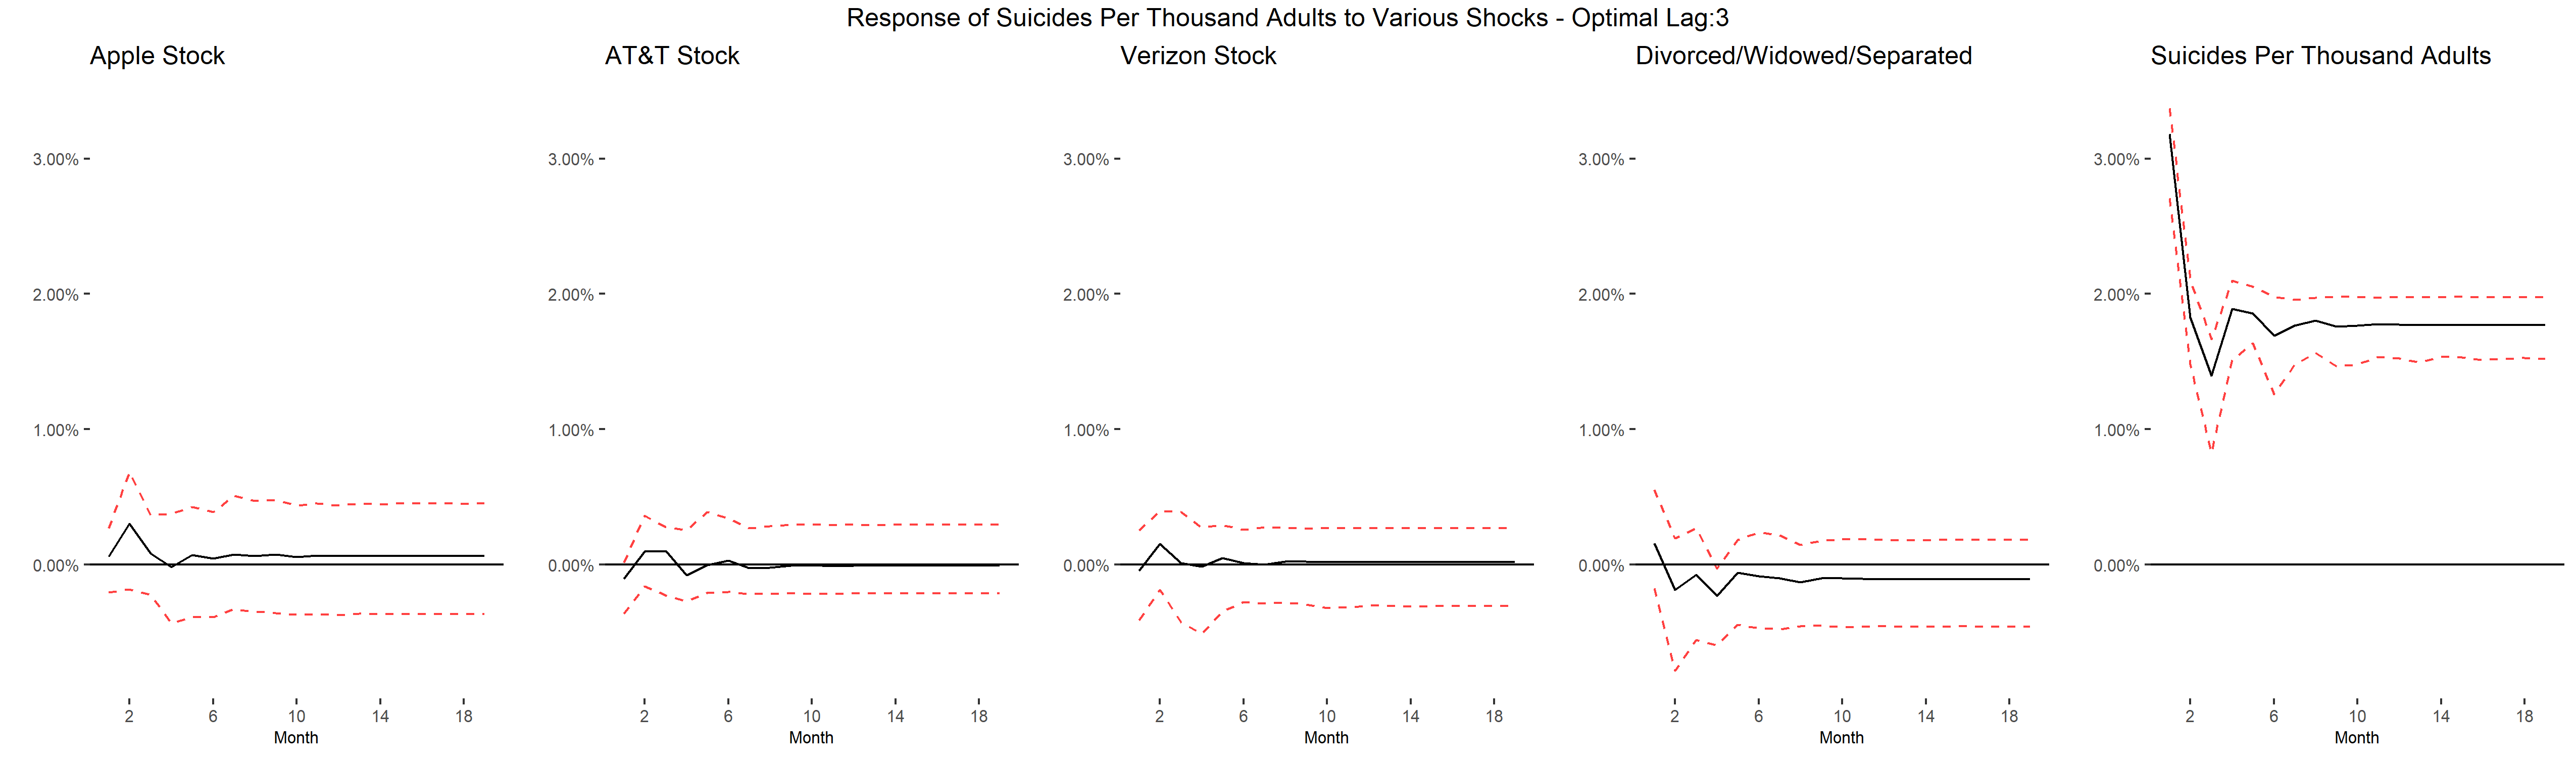 Response of Suicides Per Thousand Adults to Various Shocks - Optimal Lag:3
Apple Stock
3.00%
2.00%
1.00%
0.00%
2 6 10 14 18
Month
AT&T Stock
3.00%
2.00%
1.00%
0.00%
2 6 10 14 18
Month
Verizon Stock
3.00%
2.00%
1.00%
0.00%
2 6 10 14 18
Month
Divorced/Widowed/Separated
3.00%
2.00%
1.00%
0.00%
2 6 10 14 18
Month
Suicides Per Thousand Adults
3.00%
2.00%
1.00%
0.00%
2 6 10 14 18
Month